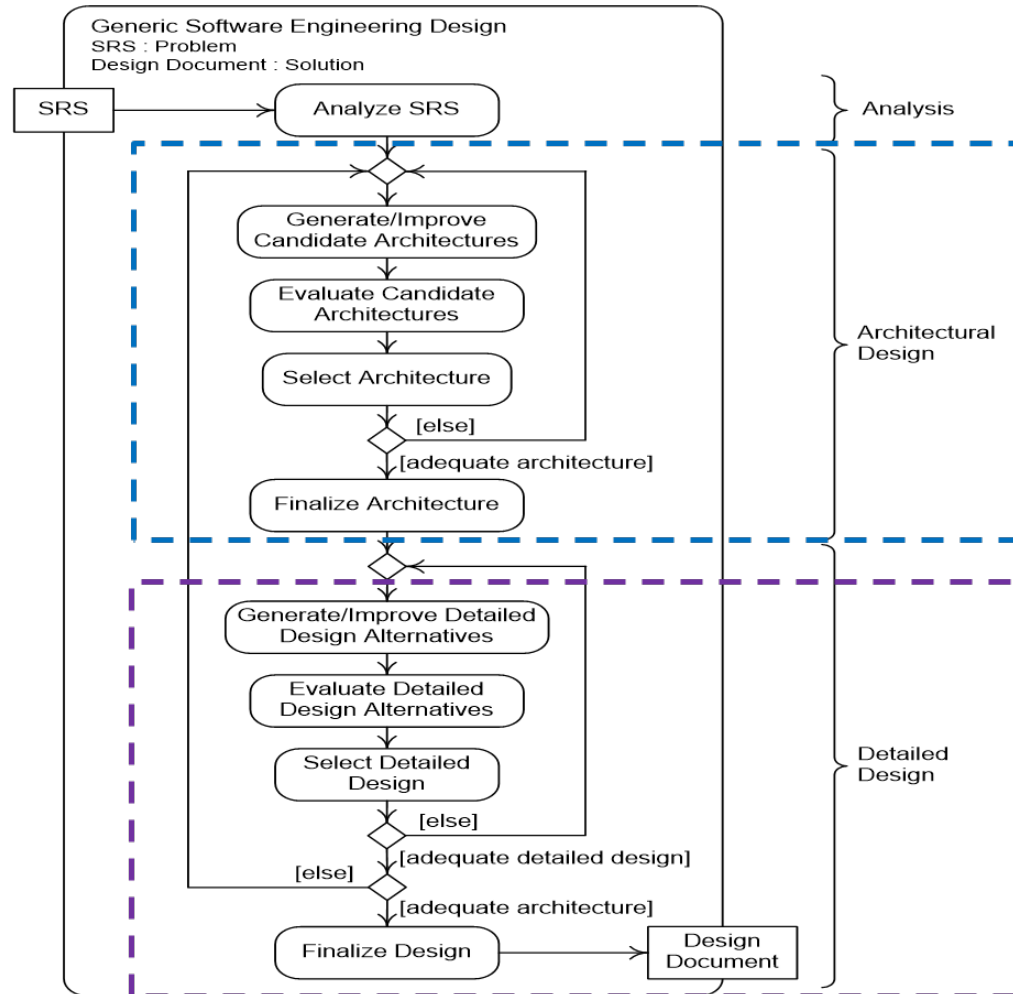 Generic Software Engineering Design
SRS : Problem
Design Document : Solution
SRS
Analyze SRS
Analysis
Generate/Improve
Candidate Architectures
Evaluate Candidate
Architectures
Architectural
Design
Select Architecture
[else]
[adequate architecture]
Finalize Architecture
Generate/Improve Detailed
Design Alternatives
Evaluate Detailed
Design Alternatives
Select Detailed
Design
Detailed
Design
[else]
[adequate detailed design]
[else]
[adequate architecture]
Finalize Design
Design
Document